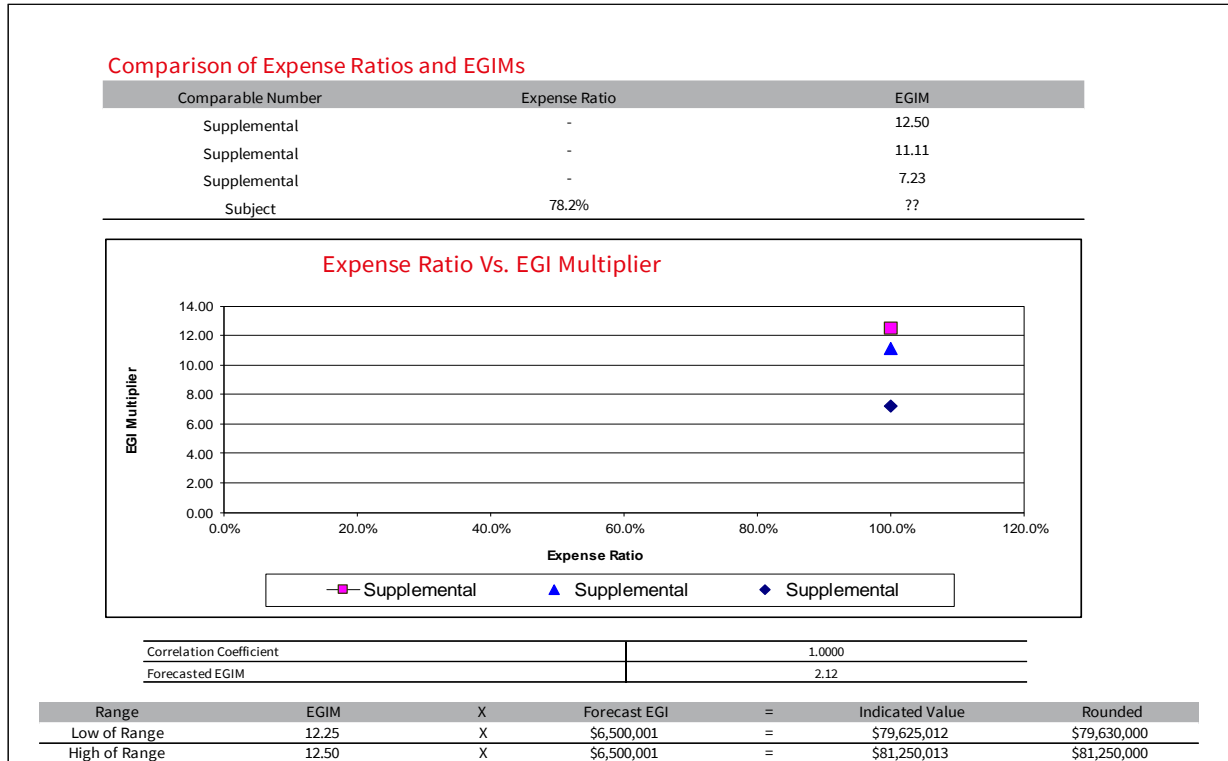 Comparison of Expense Ratios and EGIMs
Comparable Number Expense Ratio EGIM
Supplemental - 12.50
Supplemental - 11.11
Supplemental - 7.23
Subject 78.2% ??
Expense Ratio Vs. EGI Multiplier
14.00
12.00
10.00
8.00
6.00
4.00
2.00
0.00
EGI Multiplier
0.0% 20.0% 40.0% 60.0% 80.0% 100.0% 120.0%
Expense Ratio
Supplemental Supplemental Supplemental
Correlation Coefficient 1.0000
Forecasted EGIM 2.12
Range EGIM X Forecast EGI = Indicated Value Rounded
Low of Range 12.25 X $6,500,001 = $79,625,012 $79,630,000
High of Range 12.50 X $6,500,001 = $81,250,013 $81,250,000